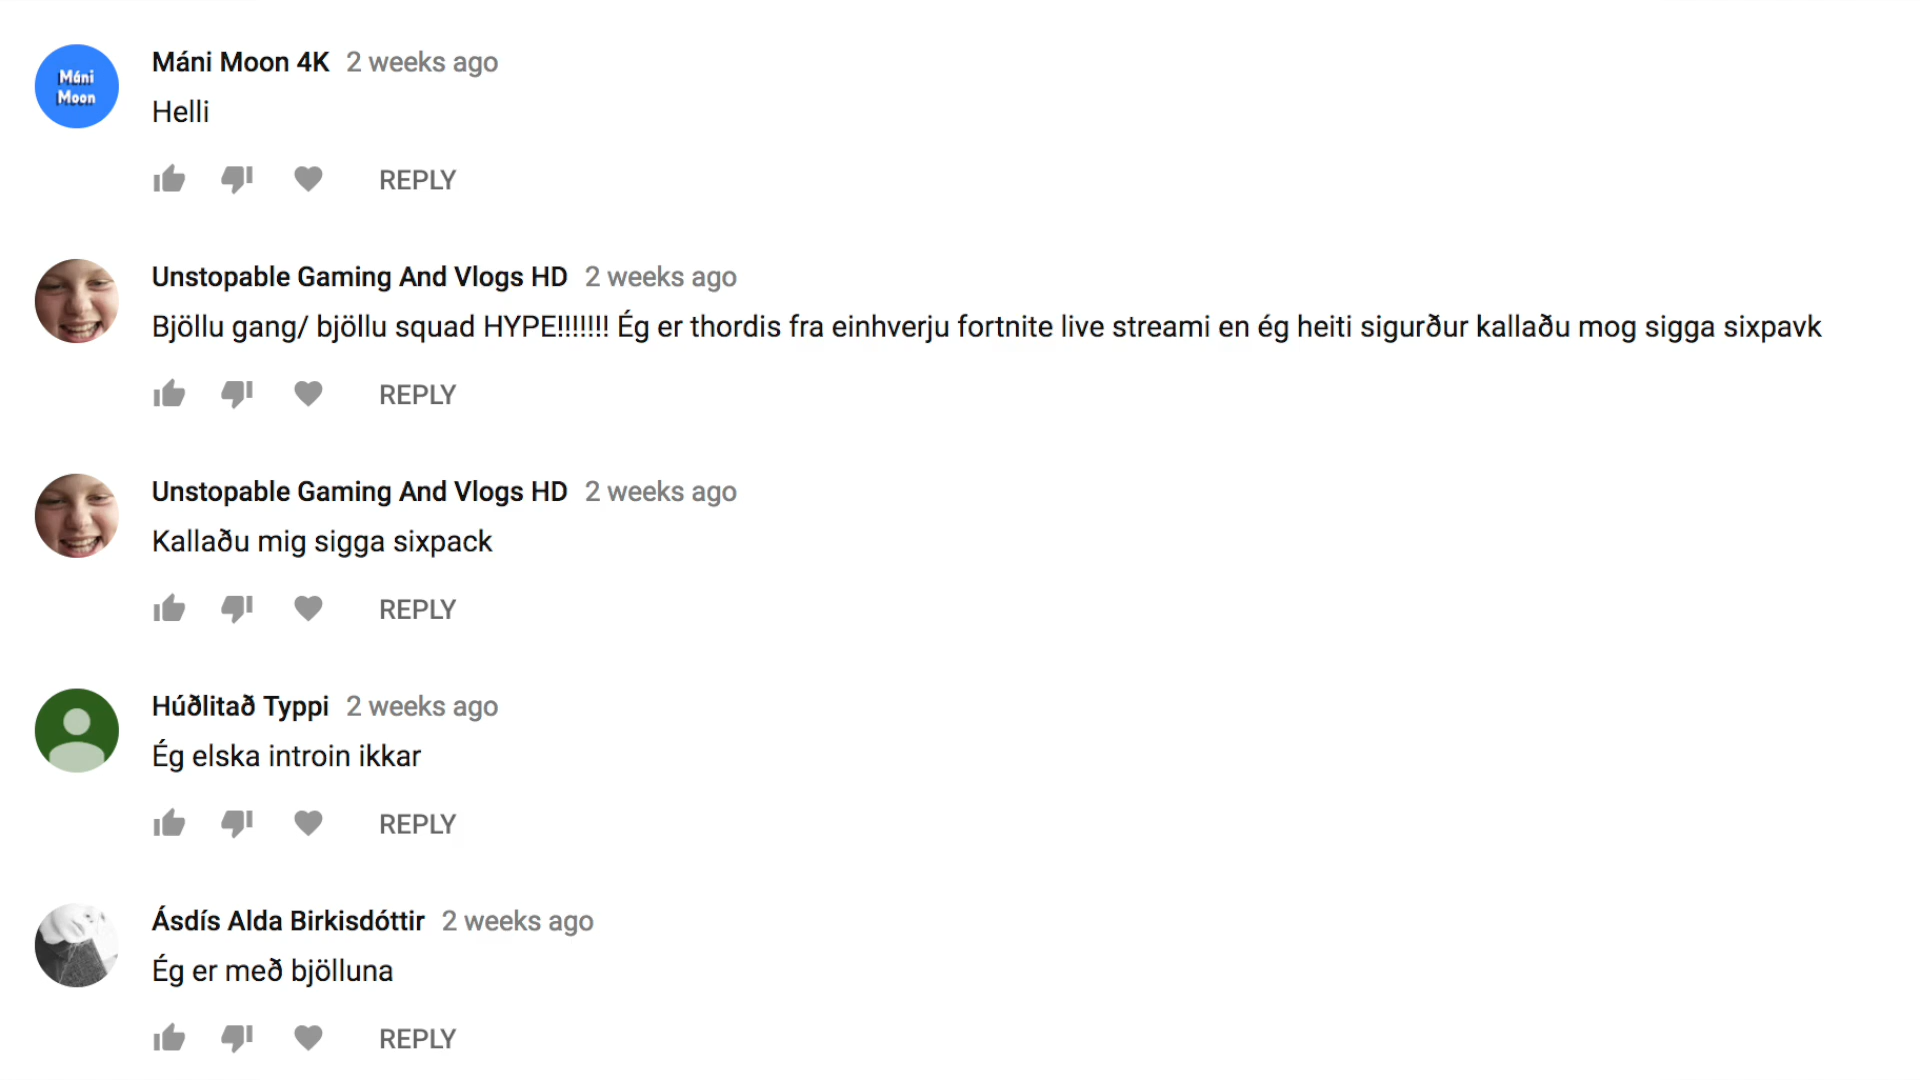 Máni
Moon
Máni Moon 4K 2 weeks ago
Helli
REPLY
Unstopable Gaming And Vlogs HD 2 weeks ago
Bjöllu gang/ bjöllu squad HYPE!!!!!!! Ég er thordis fra einhverju fortnite live streami en ég heiti sigurður kallaðu mog sigga sixpavk
REPLY
Unstopable Gaming And Vlogs HD 2 weeks ago
Kallaðu mig sigga sixpack
REPLY
Húðlitað Typpi 2 weeks ago
Ég elska introin ikkar
REPLY
Ásdís Alda Birkisdóttir 2 weeks ago
Ég er með bjölluna
REPLY